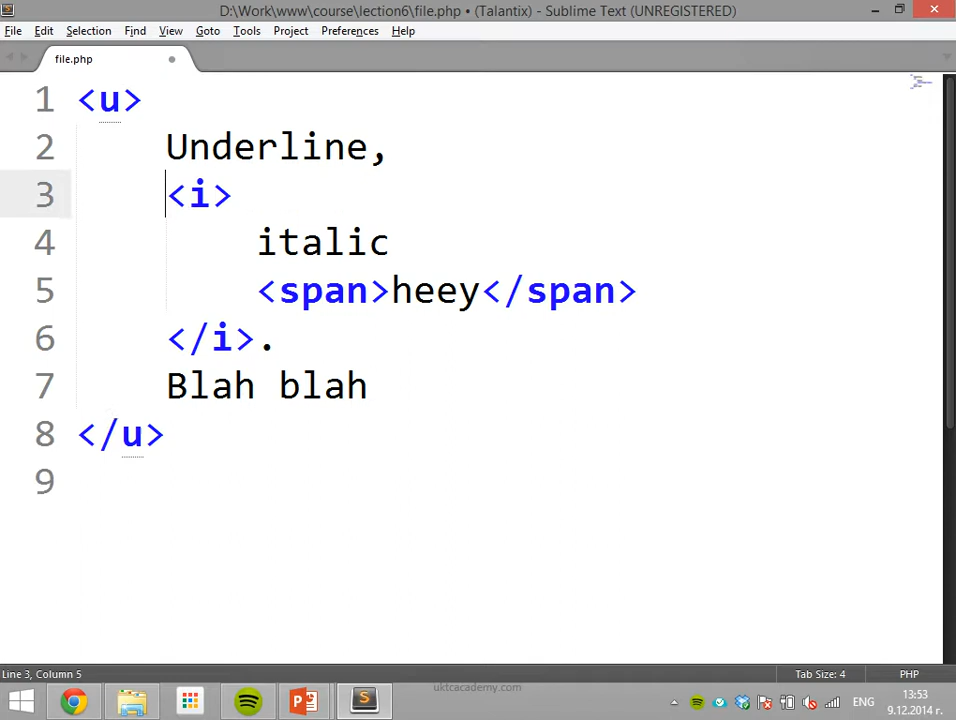 D:\Work\www\course\lection6\file.php • (Talantix) - Sublime Text (UNREGISTERED)
File Edit Selection Find View Goto Tools Project Preferences Help
file.php
1 <u>
2 Underline,
3 <i>
4 italic
5 <span>heey</span>
6 </i>.
7 Blah blah
8 </u>
9
Line 3, Column 5 Tab Size: 4 PHP
uktcacademy.com
ENG
13:53
9.12.2014 г.